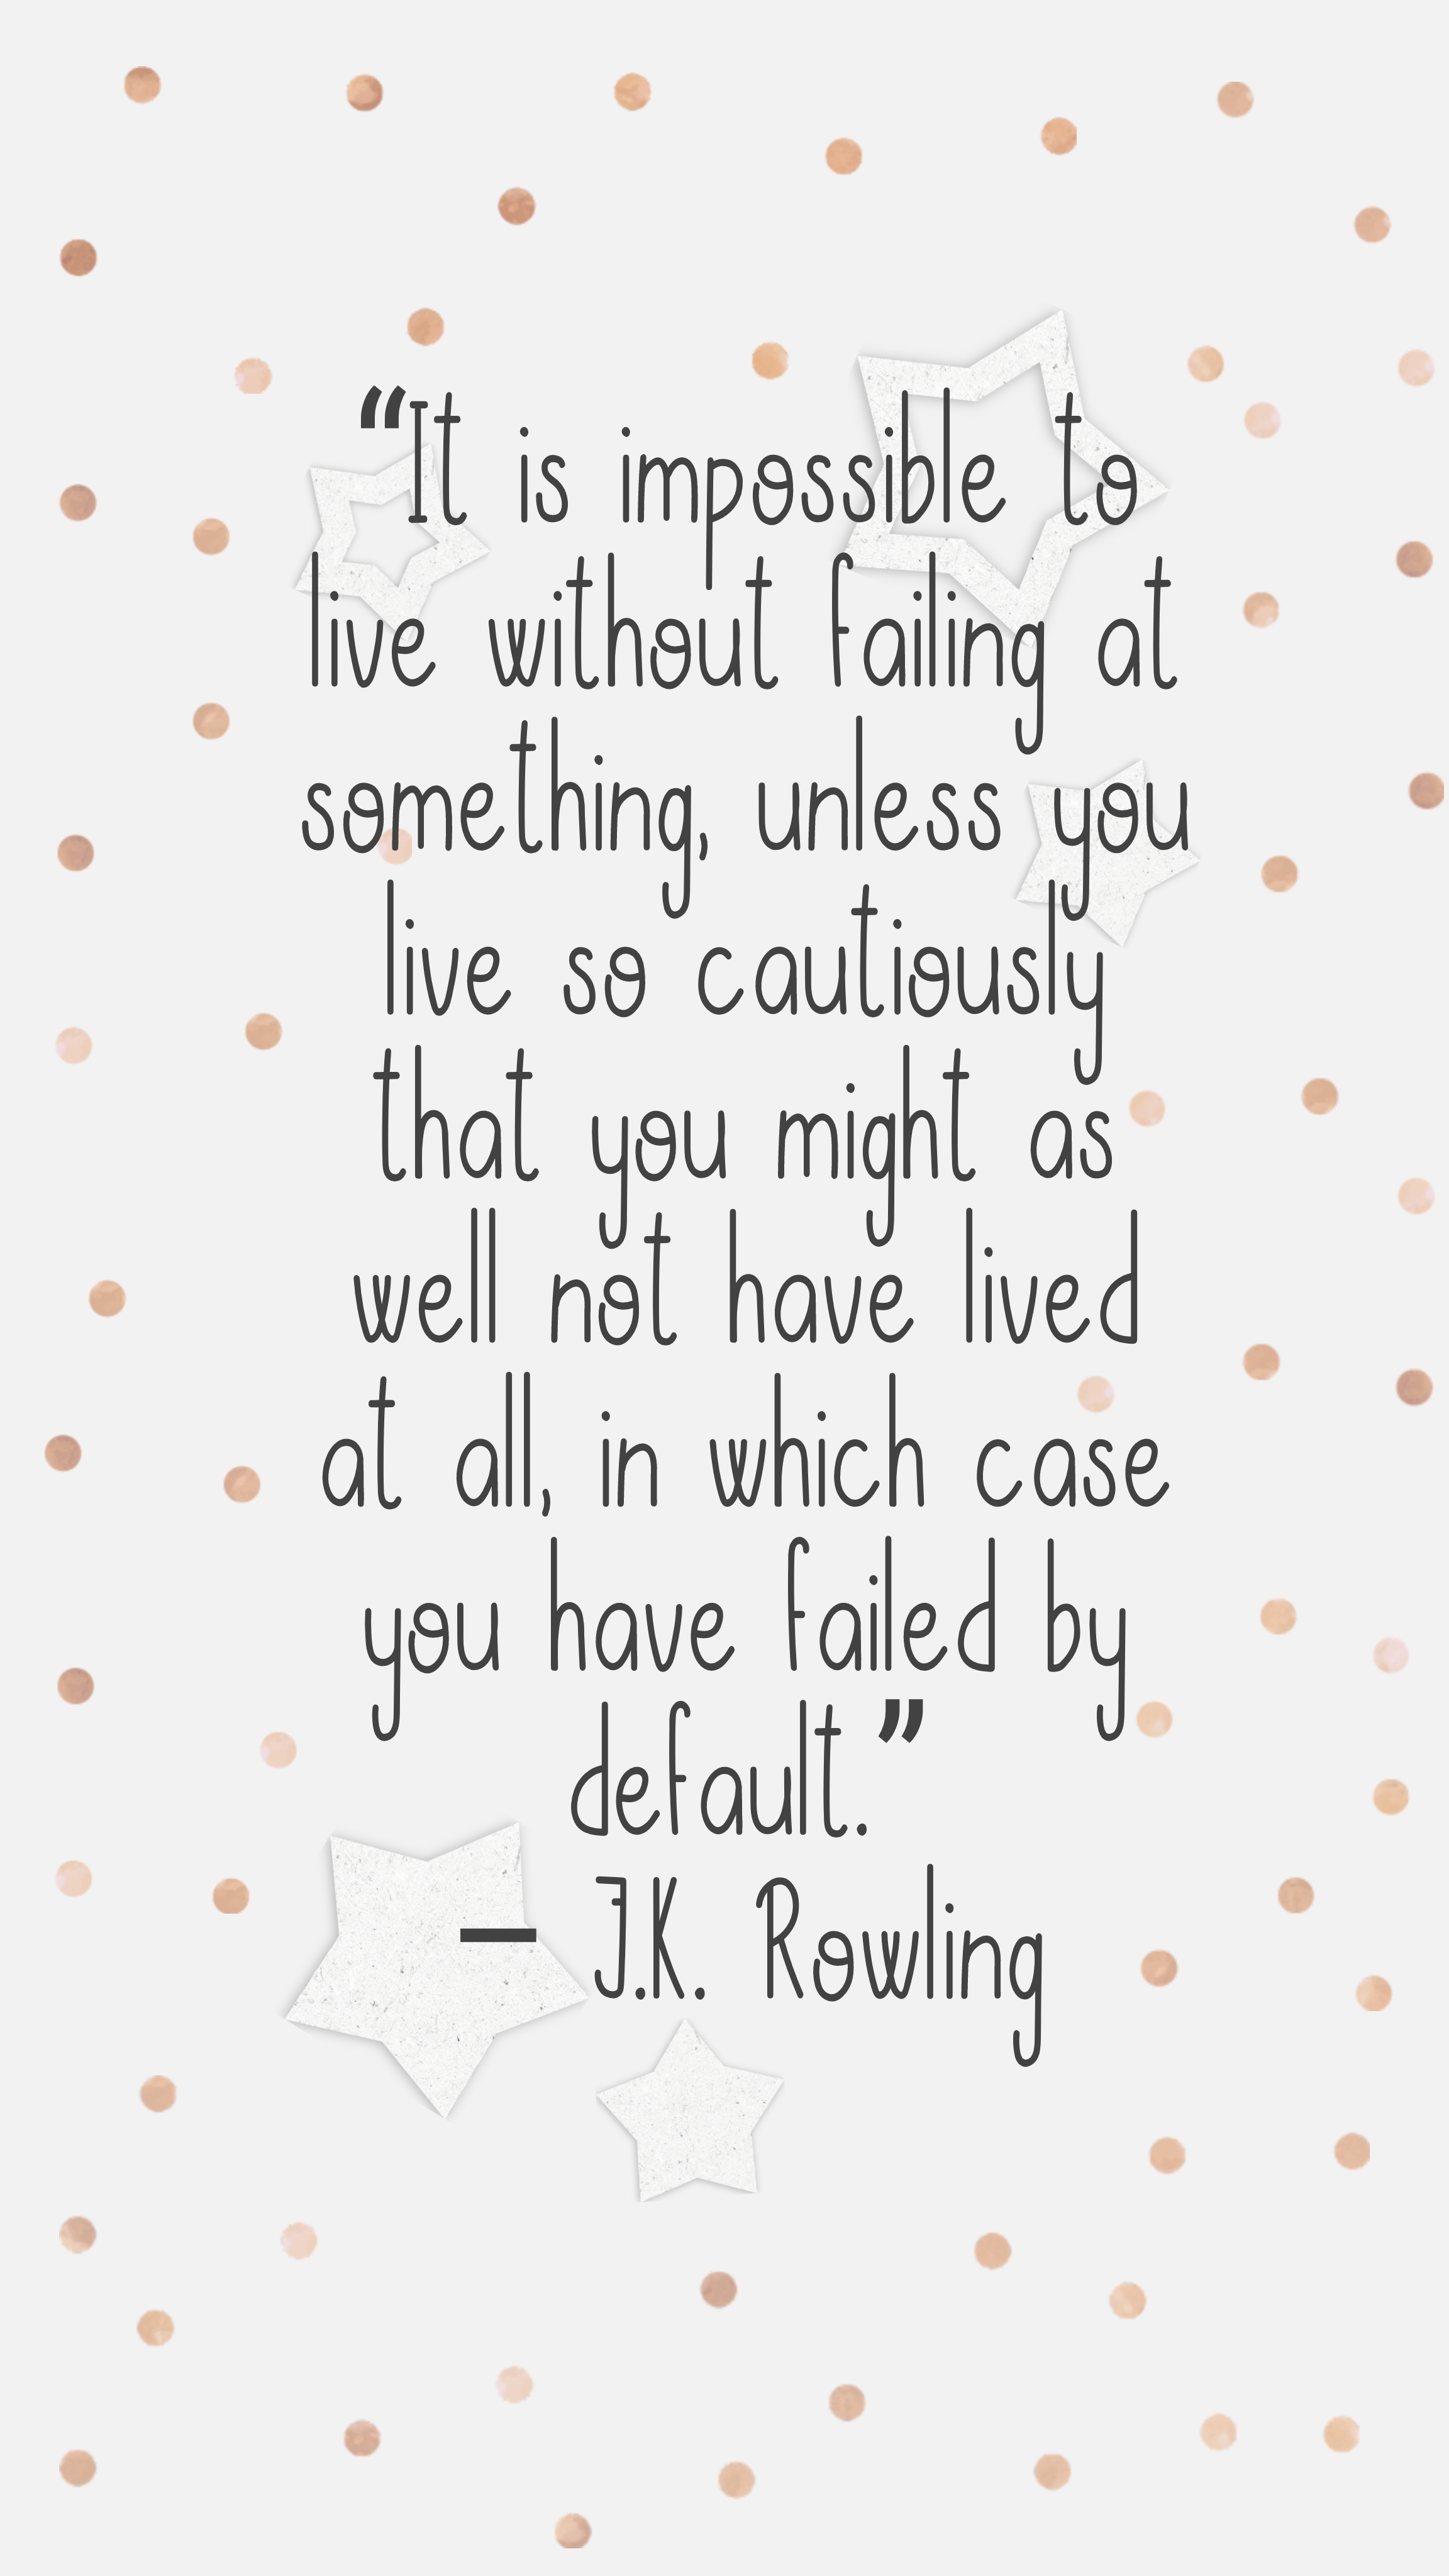 “It is impossible to
live without failing at
something, unless you
live so cautiously
that you might as
well not have lived
at all, in which case
you have failed by
default.”
— J.K. Rowling